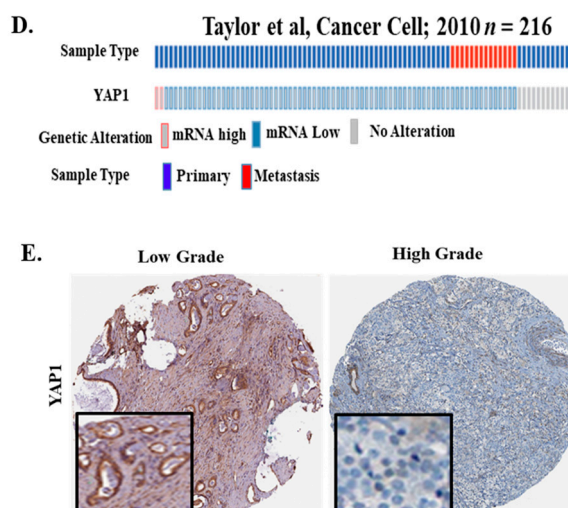 D.
Taylor et al, Cancer Cell; 2010 n = 216
Sample Type
YAP1
Genetic Alteration mRNA high mRNA Low No Alteration
Sample Type Primary Metastasis
E.
Low Grade High Grade
YAP1